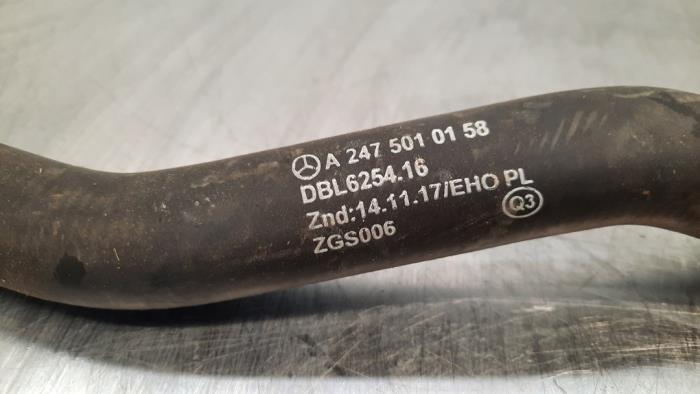 A 247 501 01 58
DBL6254.16
Znd:14.11.17/EHO PL
Q3
ZGS006